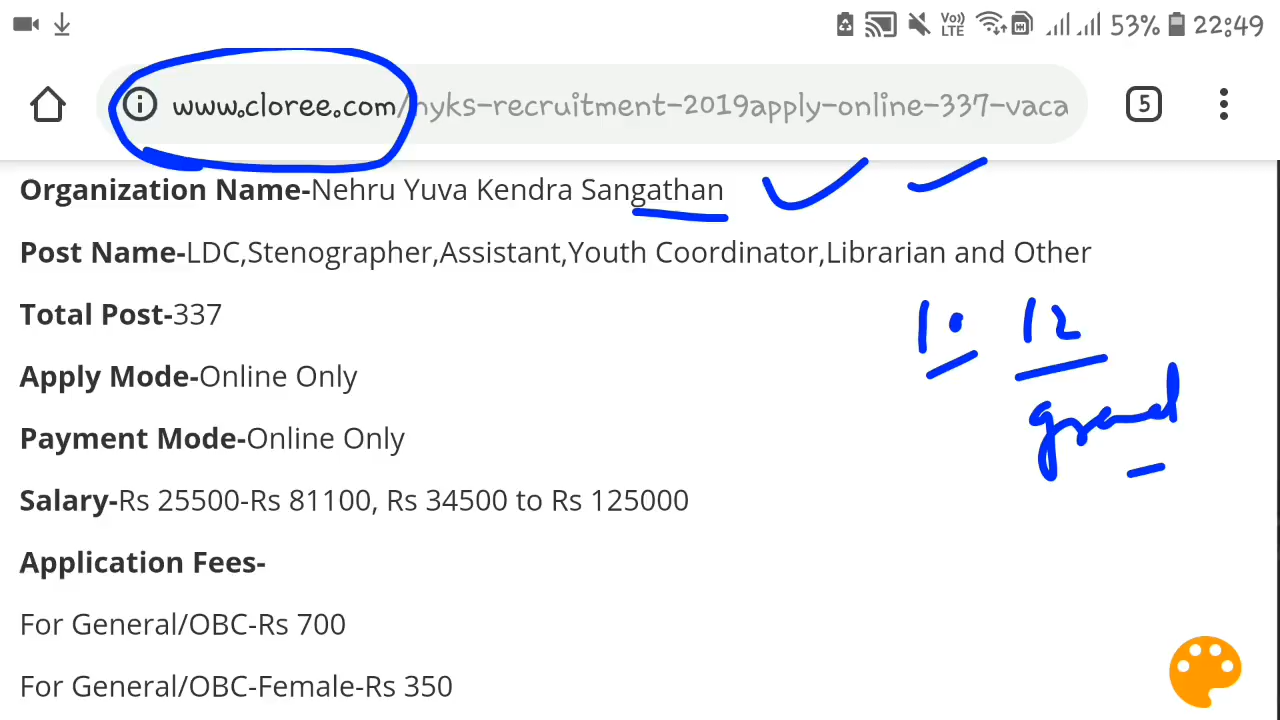 Vo)) LTE 53% 22:49
www.cloree.com/nyks-recruitment-2019apply-online-337-vaca 5
Organization Name-Nehru Yuva Kendra Sangathan
Post Name-LDC,Stenographer,Assistant,Youth Coordinator,Librarian and Other
Total Post-337
10 12
Apply Mode-Online Only
Payment Mode-Online Only
Salary-Rs 25500-Rs 81100, Rs 34500 to Rs 125000
Application Fees-
For General/OBC-Rs 700
For General/OBC-Female-Rs 350